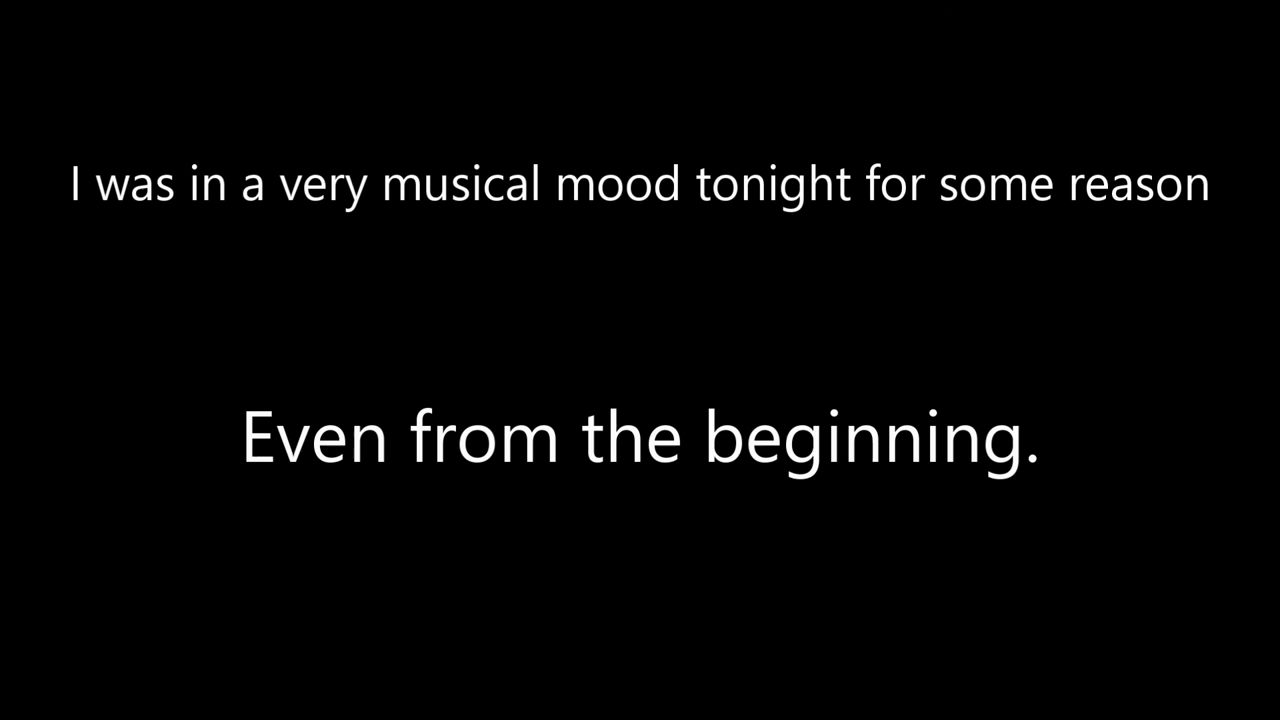 I was in a very musical mood tonight for some reason
Even from the beginning.